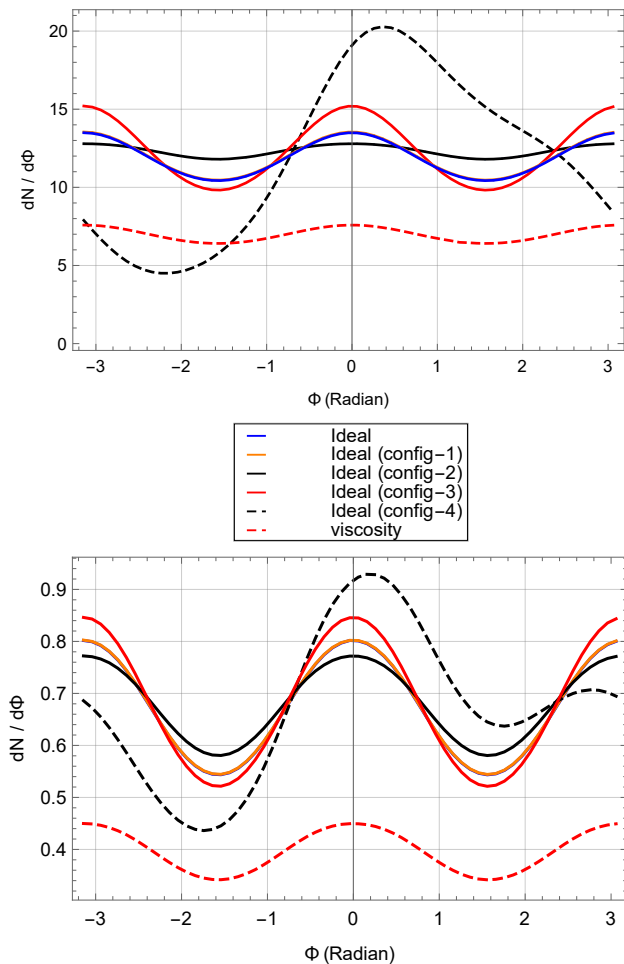 20
15
10
5
0
dN / dΦ
−3 −2 −1 0 1 2 3
Φ (Radian)
Ideal
Ideal (config−1)
Ideal (config−2)
Ideal (config−3)
Ideal (config−4)
viscosity
0.9
0.8
0.7
0.6
0.5
0.4
dN / dΦ
−3 −2 −1 0 1 2 3
Φ (Radian)